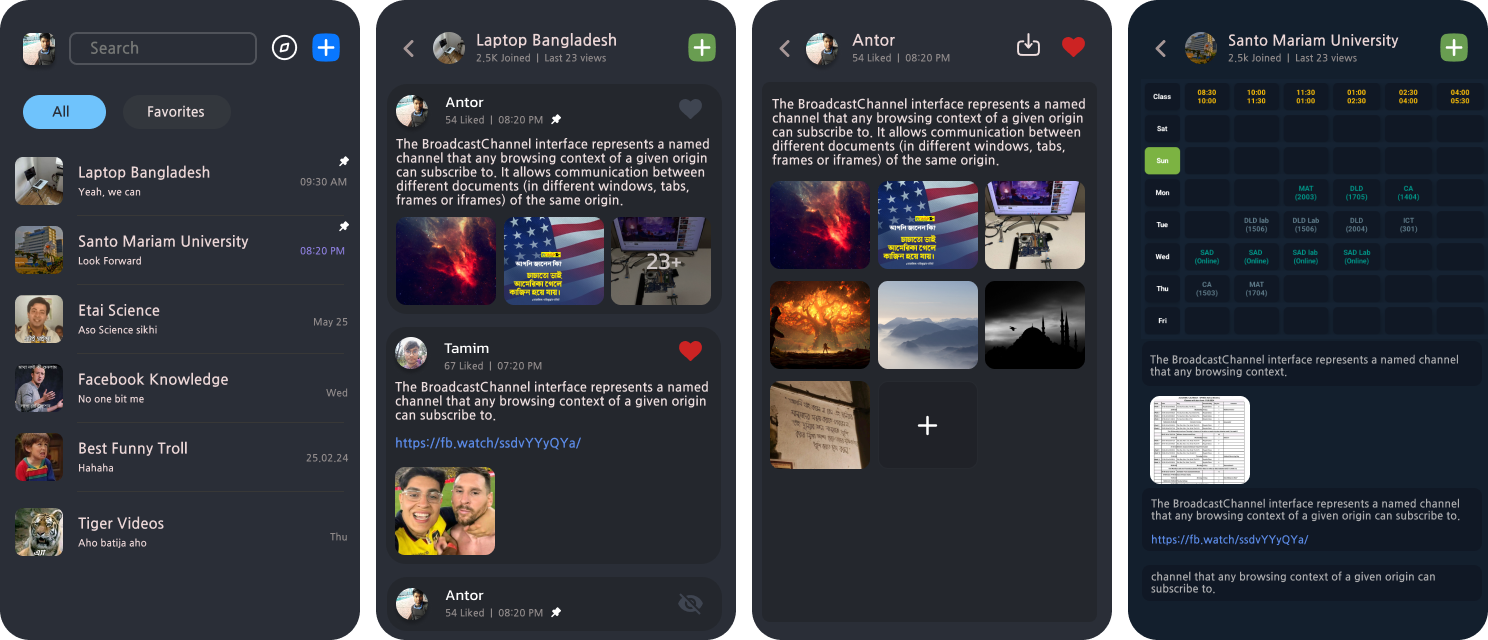 Search
All
Favorites
Laptop Bangladesh
Yeah, we can
09:30 AM
Santo Mariam University
Look Forward
08:20 PM
Etai Science
Aso Science sikhi
May 25
Facebook Knowledge
No one bit me
Wed
Best Funny Troll
Hahaha
25.02.24
Tiger Videos
Aho batija aho
Thu
Laptop Bangladesh
2.5K Joined | Last 23 views
Antor
54 Liked | 08:20 PM
The BroadcastChannel interface represents a named
channel that any browsing context of a given origin
can subscribe to. It allows communication between
different documents (in different windows, tabs,
frames or iframes) of the same origin.
আপনি জানেন কি?
চাচাতো ভাই
আমেরিকা গেলে
কাজিন হয়ে যায়।
23+
Tamim
67 Liked | 07:20 PM
The BroadcastChannel interface represents a named
channel that any browsing context of a given origin
can subscribe to.
https://fb.watch/ssdvYYyQYa/
Antor
54 Liked | 08:20 PM
Antor
54 Liked | 08:20 PM
The BroadcastChannel interface represents a named
channel that any browsing context of a given origin
can subscribe to. It allows communication between
different documents (in different windows, tabs,
frames or iframes) of the same origin.
আপনি জানেন কি?
চাচাতো ভাই
আমেরিকা গেলে
কাজিন হয়ে যায়।
Santo Mariam University
2.5k Joined | Last 23 views
Class 08:30 10:00 11:30 01:00 02:30 04:00
10:00 11:30 01:00 02:30 04:00 05:30
Sat
Sun
Mon MAT (2003) DLD (1705) CA (1404)
Tue DLD lab (1506) DLD Lab (1506) DLD (2004) ICT (301)
Wed SAD (Online) SAD (Online) SAD lab (Online) SAD Lab (Online)
Thu CA (1503) MAT (1704)
Fri
The BroadcastChannel interface represents a named channel
that any browsing context.
The BroadcastChannel interface represents a named channel
that any browsing context of a given origin can subscribe to.
https://fb.watch/ssdvYYyQYa/
channel that any browsing context of a given origin can
subscribe to.